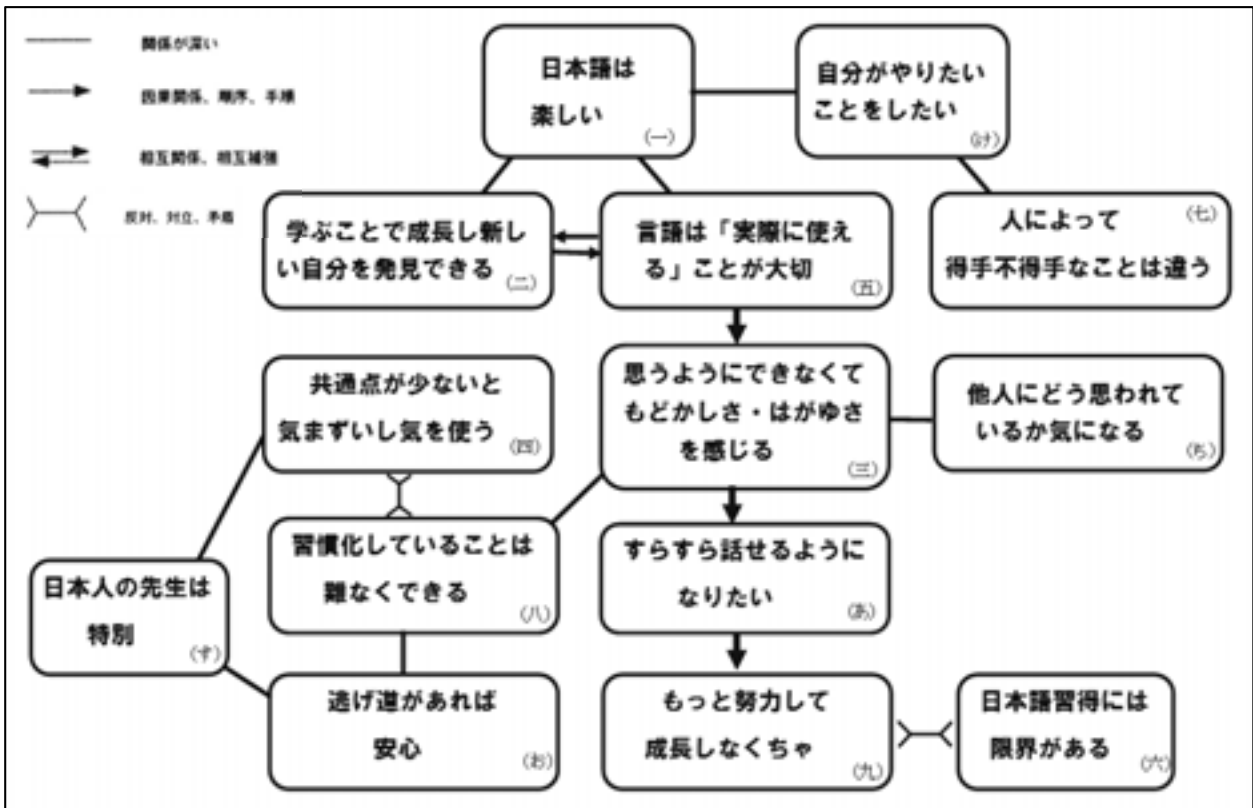 関係が深い
因果関係、順序、手順
相互関係、相互補強
反対、対立、矛盾
日本語は
楽しい
(一)
自分がやりたい
ことをしたい
(け)
学ぶことで成長し新し
い自分を発見できる
(二)
言語は「実際に使え
る」ことが大切
(五)
(七)
人によって
得手不得手なことは違う
共通点が少ないと
気まずいし気を使う
(四)
思うようにできなくて
もどかしさ・はがゆさ
を感じる
(三)
他人にどう思われて
いるか気になる
(ち)
習慣化していることは
難なくできる
(八)
すらすら話せるように
なりたい
(あ)
日本人の先生は
特別
(す)
逃げ道があれば
安心
(お)
もっと努力して
成長しなくちゃ
(九)
日本語習得には
限界がある
(六)